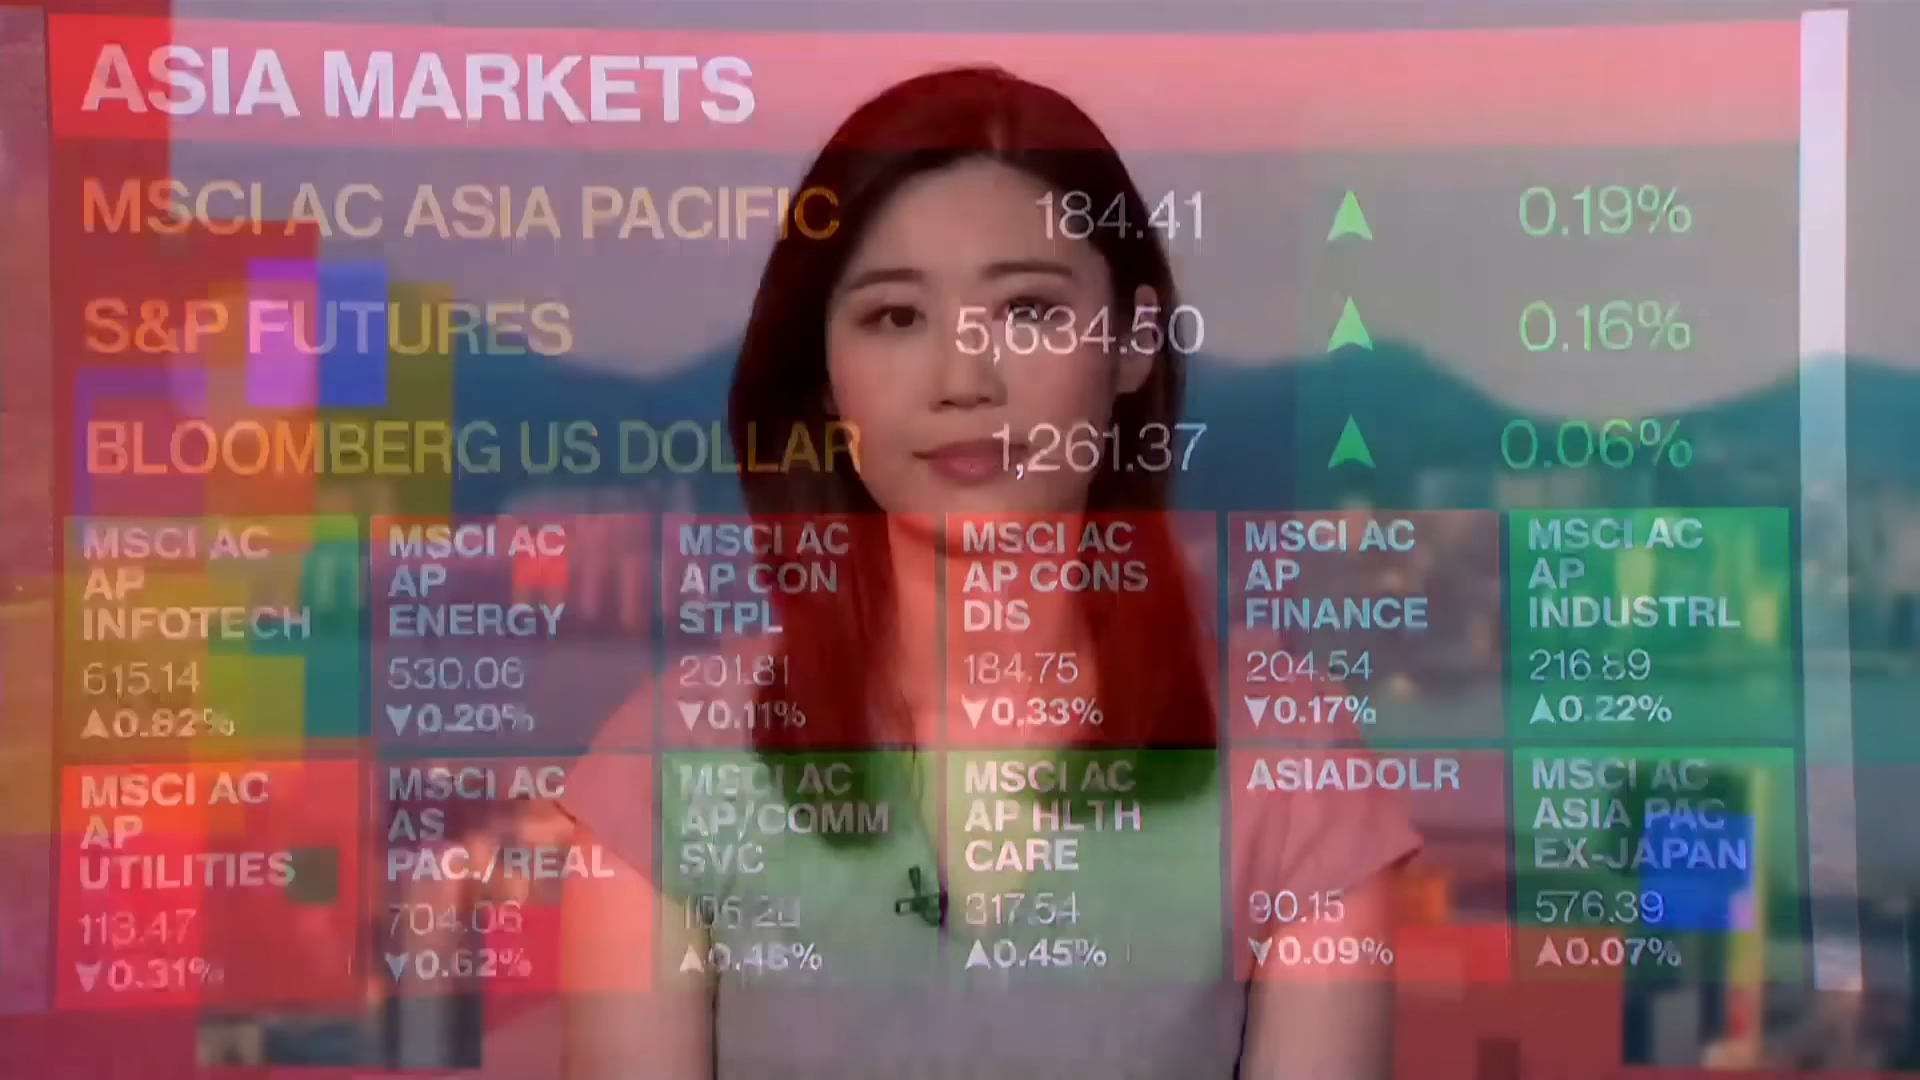 ASIA MARKETS
MSCI AC ASIA PACIFIC 184.41 ▲ 0.19%
S&P FUTURES 5,634.50 ▲ 0.16%
BLOOMBERG US DOLLAR 1,261.37 ▲ 0.06%
MSCI AC
AP
INFOTECH
615.14
▲0.82%
MSCI AC
AP
ENERGY
530.06
▼0.20%
MSCI AC
AP CON
STPL
201.81
▼0.11%
MSCI AC
AP CONS
DIS
184.75
▼0.33%
MSCI AC
AP
FINANCE
204.54
▼0.17%
MSCI AC
AP
INDUSTRL
216.89
▲0.22%
MSCI AC
AP
UTILITIES
113.47
▼0.31%
MSCI AC
AS
PAC./REAL
704.06
▼0.62%
MSCI AC
AP/COMM
SVC
▲0.46%
MSCI AC
AP HLTH
CARE
317.54
▲0.45%
ASIADOLR
90.15
▼0.09%
MSCI AC
ASIA PAC
EX-JAPAN
576.39
▲0.07%